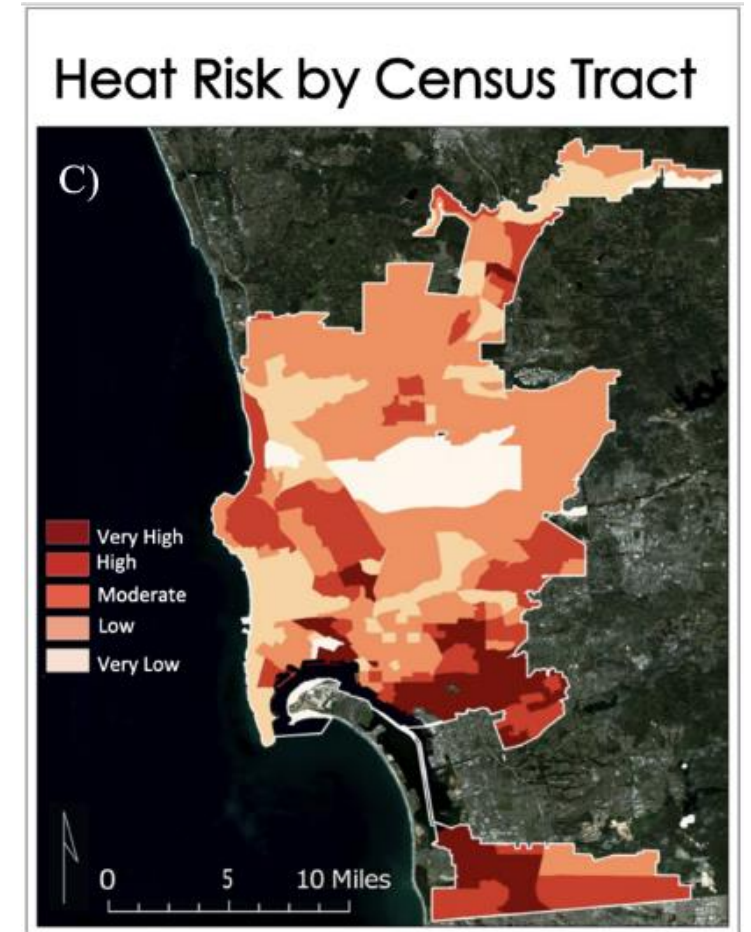 Heat Risk by Census Tract
C)
Very High
High
Moderate
Low
Very Low
0 5 10 Miles